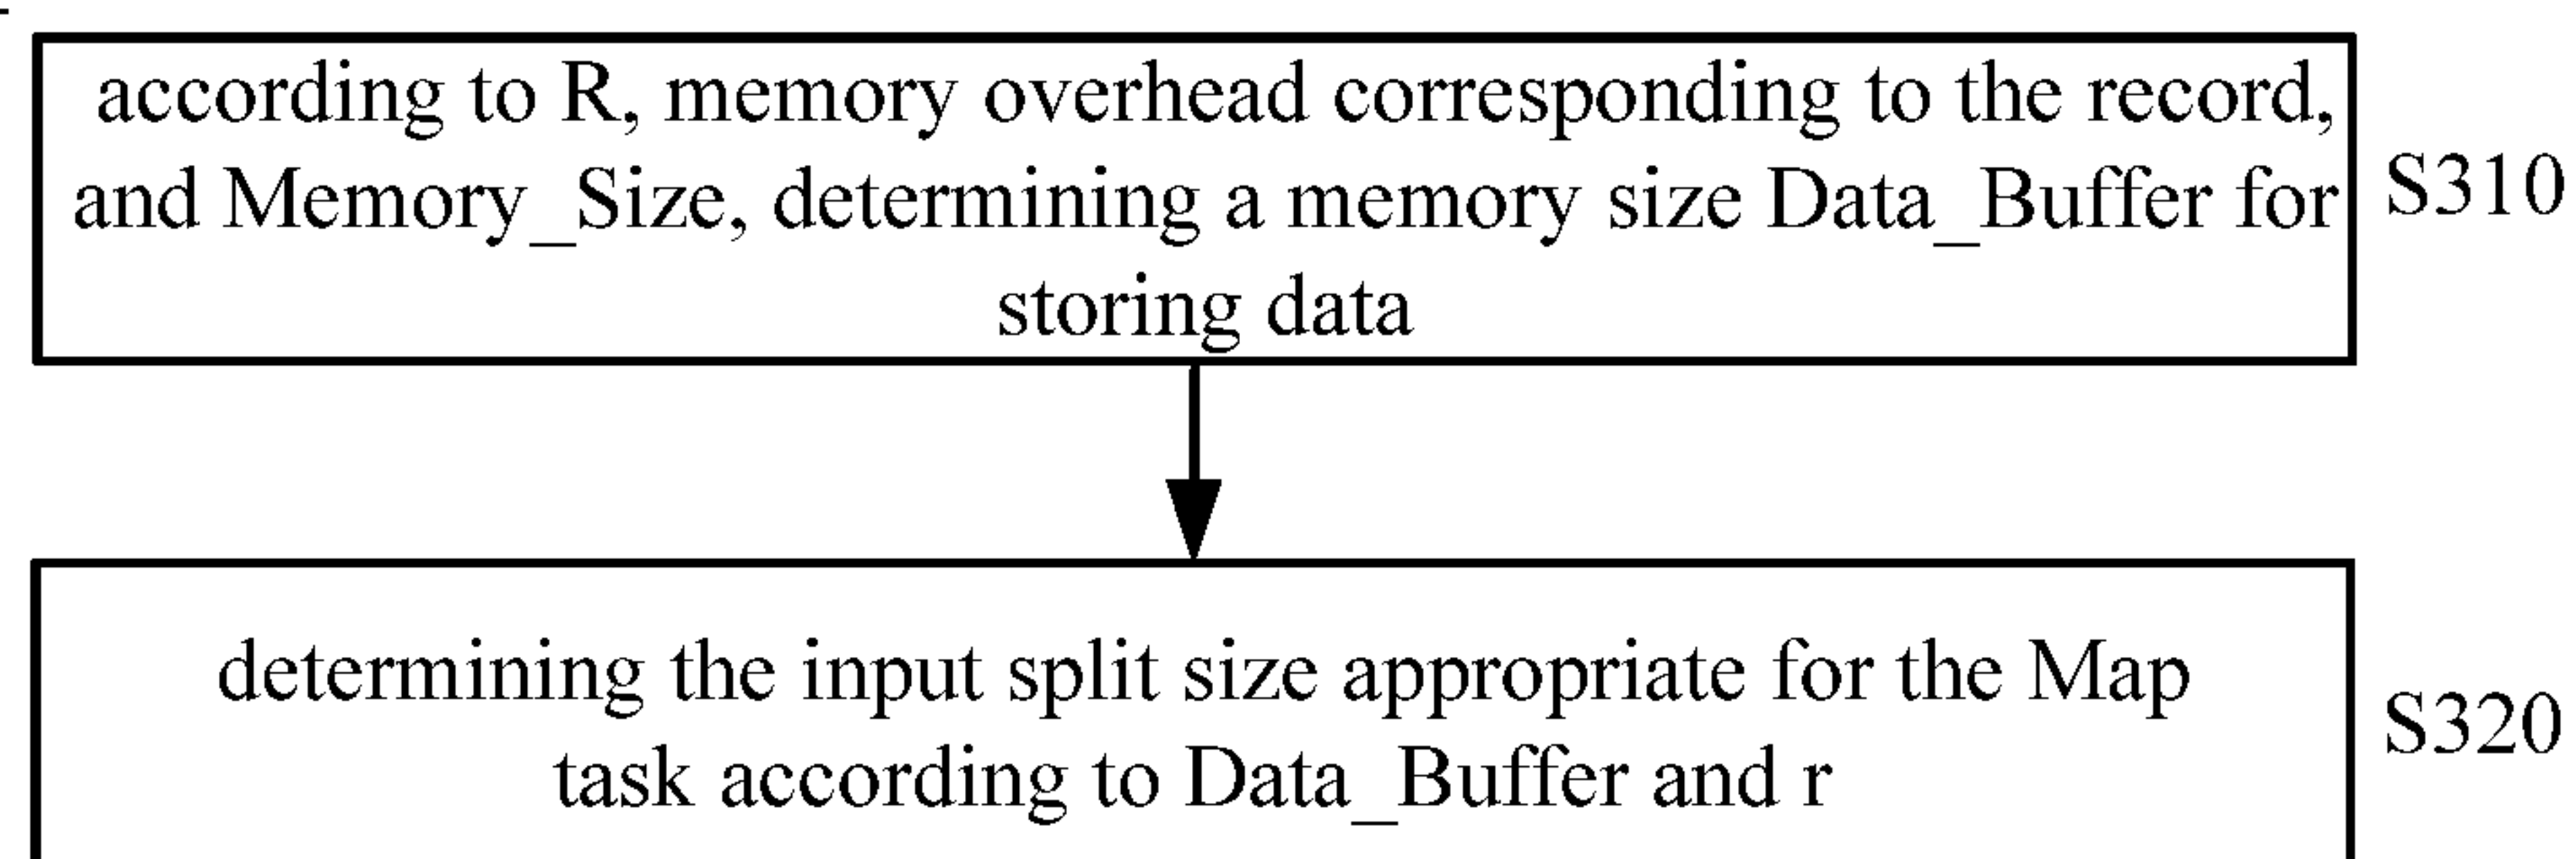 according to R, memory overhead corresponding to the record,
and Memory_Size, determining a memory size Data_Buffer for
storing data
S310
determining the input split size appropriate for the Map
task according to Data_Buffer and r
S320